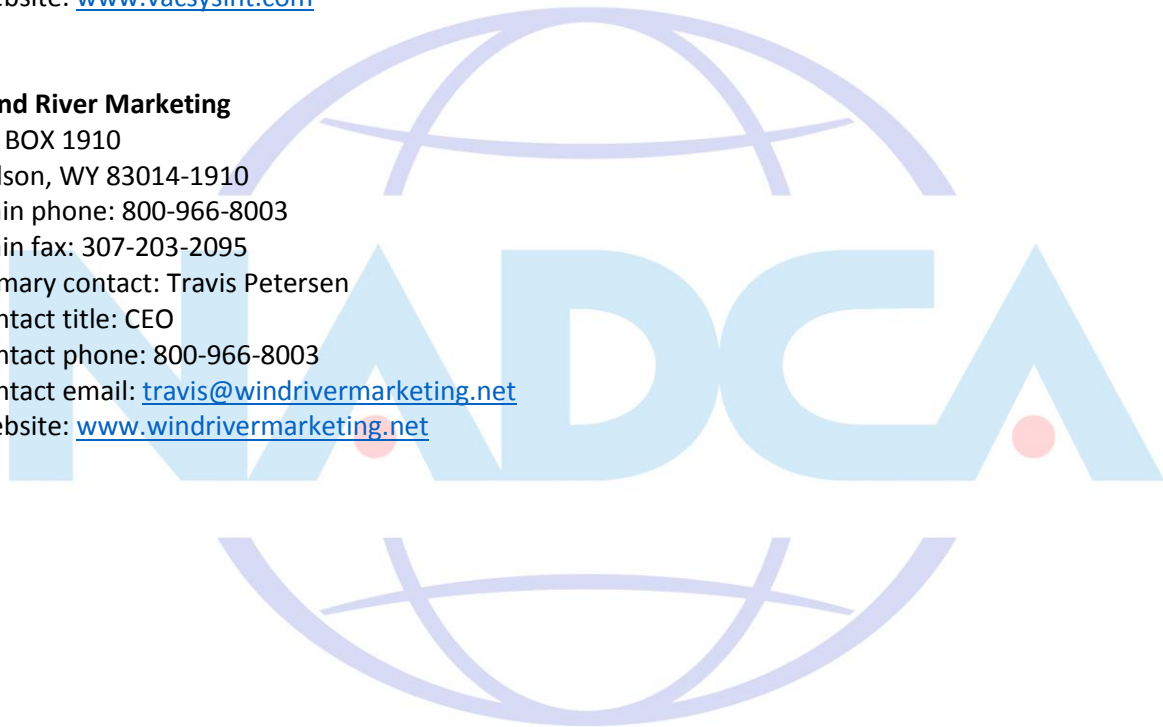 ebsite: www.vacsysint.com
nd River Marketing
BOX 1910
lson, WY 83014-1910
in phone: 800-966-8003
in fax: 307-203-2095
mary contact: Travis Petersen
ntact title: CEO
ntact phone: 800-966-8003
ntact email: travis@windrivermarketing.net
ebsite: www.windrivermarketing.net
NADCA